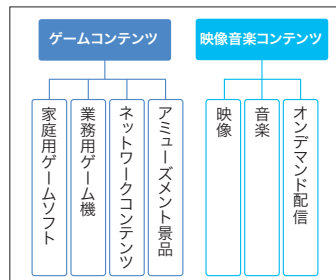 ゲームコンテンツ
家庭用ゲームソフト
業務用ゲーム機
ネットワークコンテンツ
アミューズメント景品
映像音楽コンテンツ
映像
音楽
オンデマンド配信